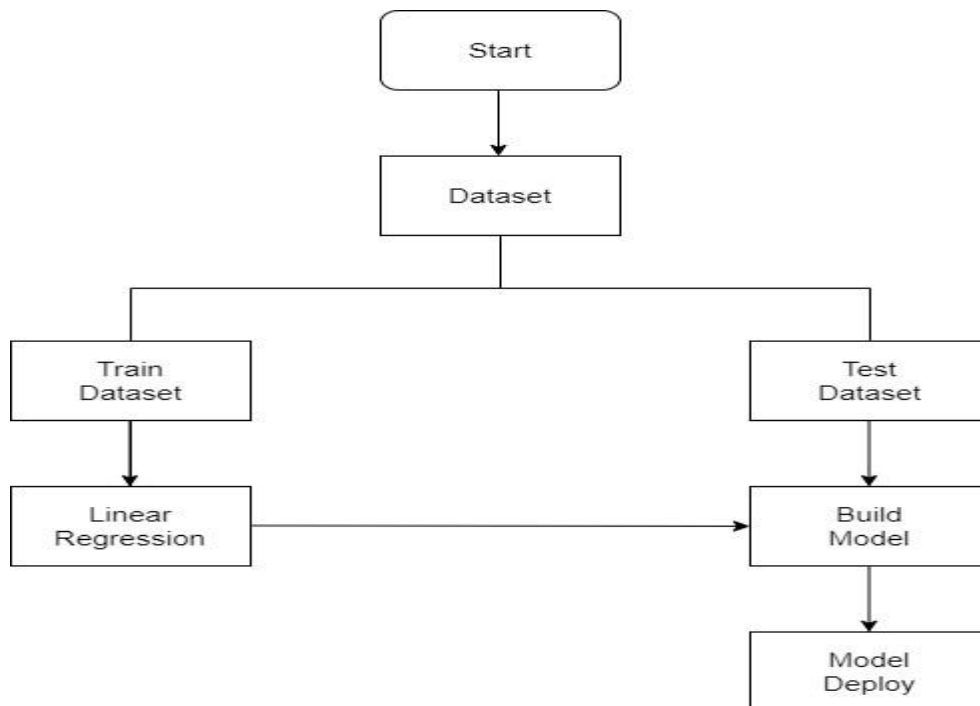 Start
Dataset
Train
Dataset
Test
Dataset
Linear
Regression
Build
Model
Model
Deploy